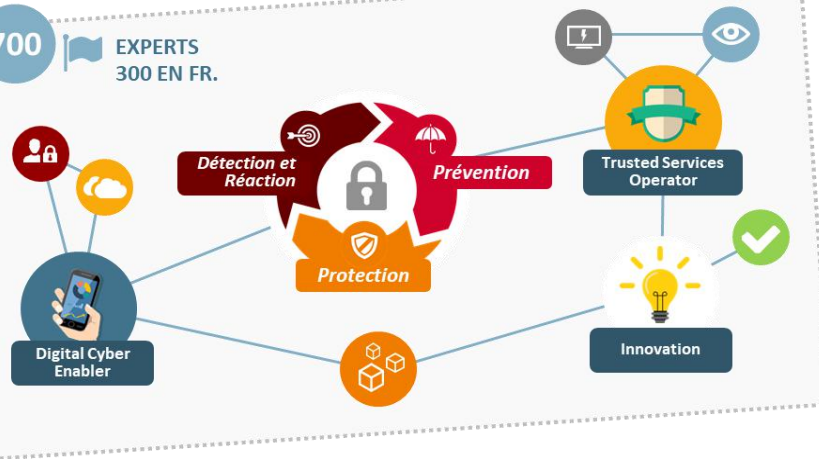 700
EXPERTS
300 EN FR.
Détection et
Réaction
Prévention
Protection
Trusted Services
Operator
Digital Cyber
Enabler
Innovation